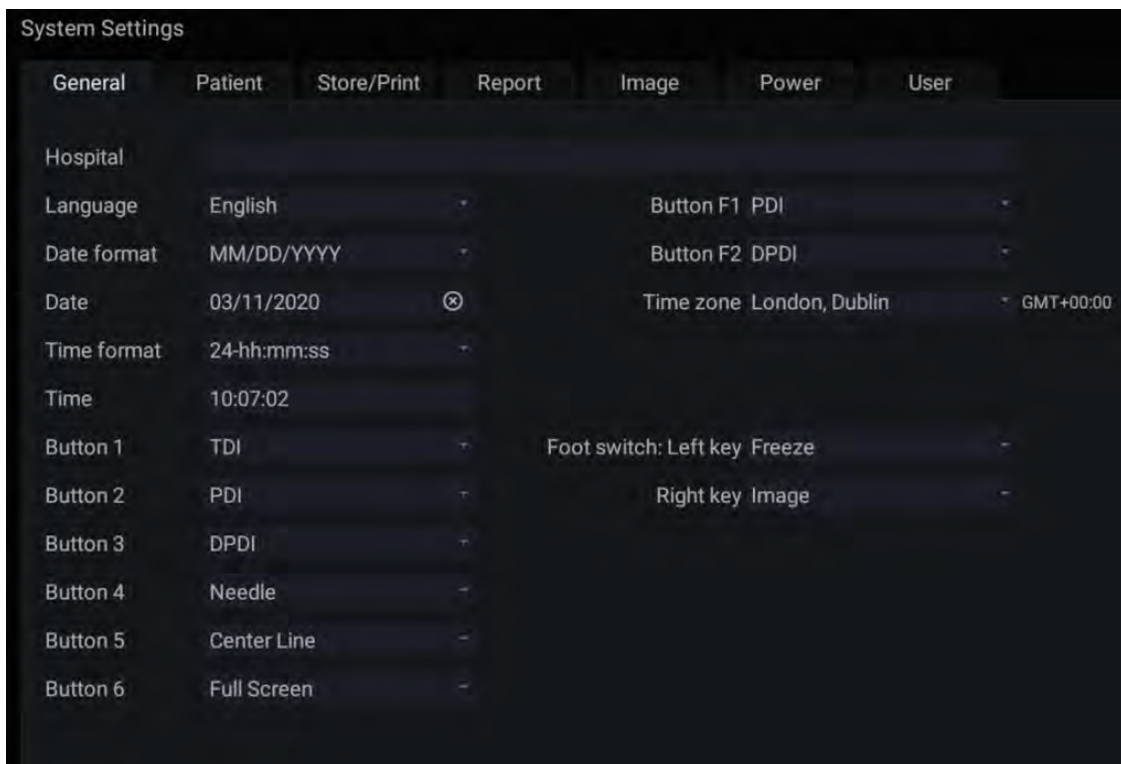 System Settings
General Patient Store/Print Report Image Power User
Hospital
Language English Button F1 PDI
Date format MM/DD/YYYY Button F2 DPDI
Date 03/11/2020 Time zone London, Dublin GMT+00:00
Time format 24-hh:mm:ss
Time 10:07:02
Button 1 TDI Foot switch: Left key Freeze
Button 2 PDI Right key Image
Button 3 DPDI
Button 4 Needle
Button 5 Center Line
Button 6 Full Screen